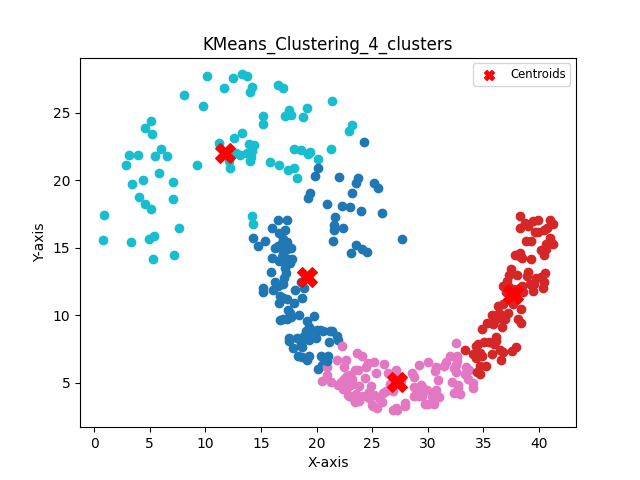 KMeans_Clustering_4_clusters
Centroids
25
20
15
10
5
Y-axis
0 5 10 15 20 25 30 35 40
X-axis